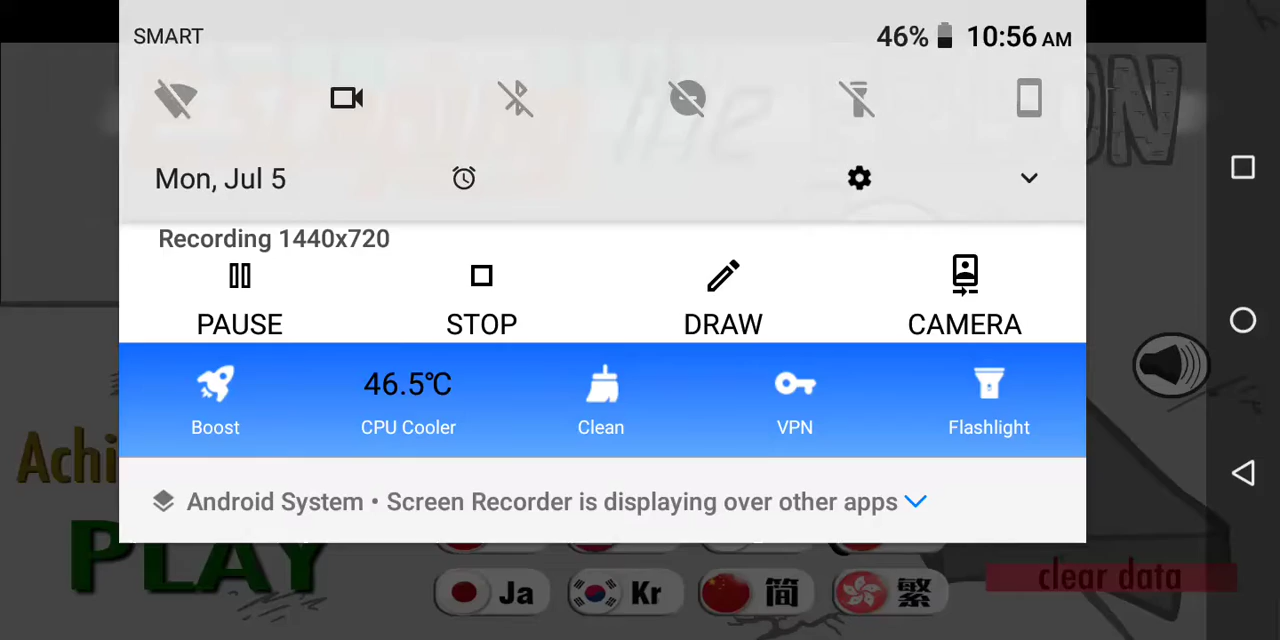 SMART 46% 10:56 AM
Mon, Jul 5
Recording 1440x720
PAUSE STOP DRAW CAMERA
46.5℃
Boost CPU Cooler Clean VPN Flashlight
Android System • Screen Recorder is displaying over other apps
the ON
Achi
PLAY
Ja Kr 简 繁
clear data